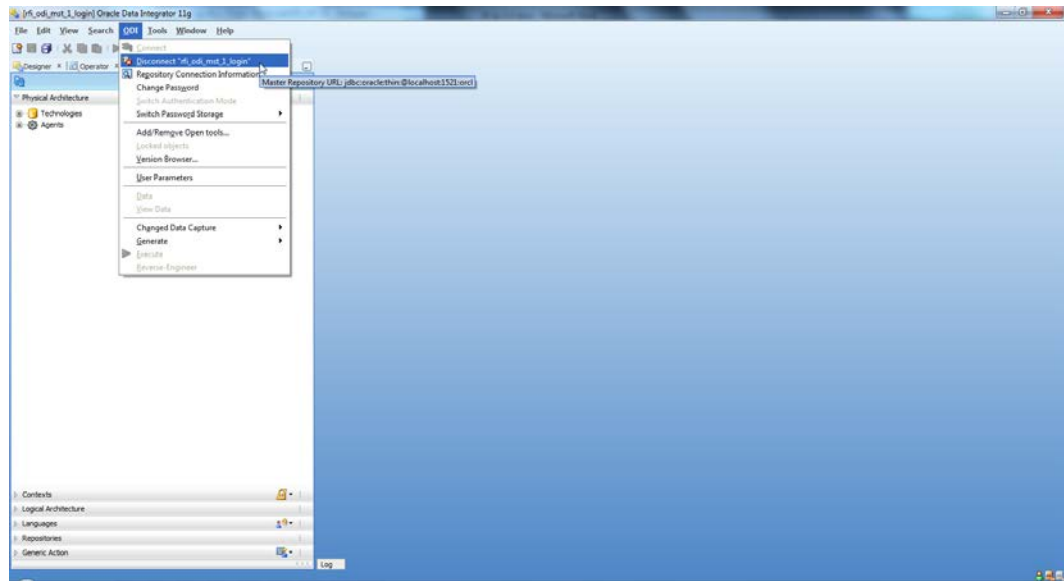 [rfi_odi_mst_1_login] Oracle Data Integrator 11g
File Edit View Search ODI Tools Window Help
Designer Operator
Connect
Disconnect "rfi_odi_mst_1_login"
Repository Connection Information
Master Repository URL: jdbc:oracle:thin:@localhost:1521:orcl
Change Password
Switch Authentication Mode
Switch Password Storage
Add/Remove Open tools...
Locked objects
Version Browser...
User Parameters
Data
View Data
Changed Data Capture
Generate
Execute
Reverse-Engineer
Physical Architecture
Technologies
Agents
Contexts
Logical Architecture
Languages
Repositories
Generic Action
Log